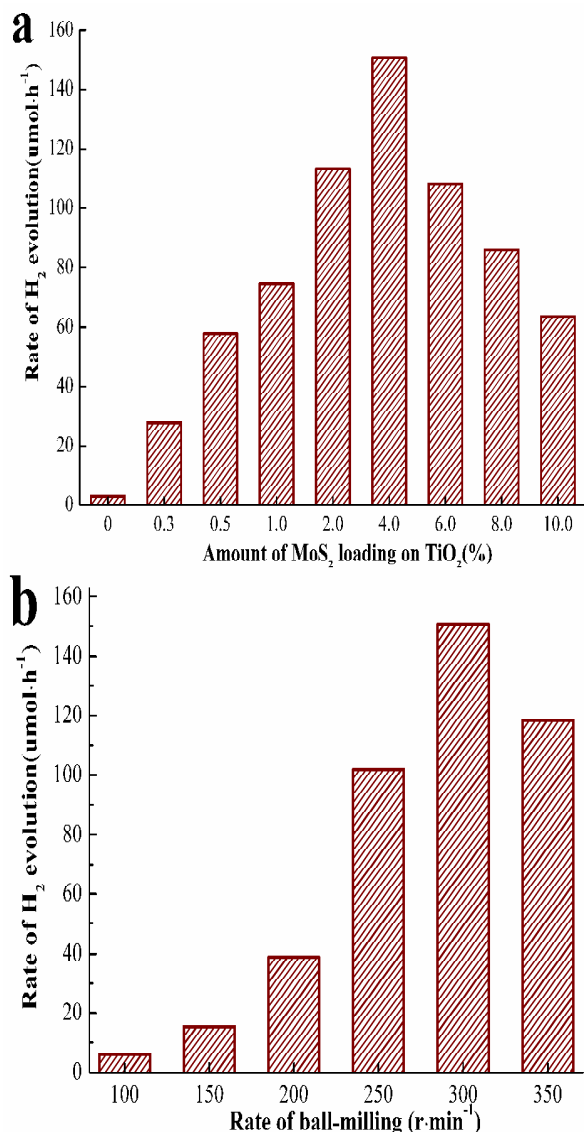 a
160
140
120
100
80
60
40
20
0
Rate of H₂ evolution(umol·h⁻¹)
0 0.3 0.5 1.0 2.0 4.0 6.0 8.0 10.0
Amount of MoS₂ loading on TiO₂(%)
b
160
140
120
100
80
60
40
20
0
Rate of H₂ evolution(umol·h⁻¹)
100 150 200 250 300 350
Rate of ball-milling (r·min⁻¹)